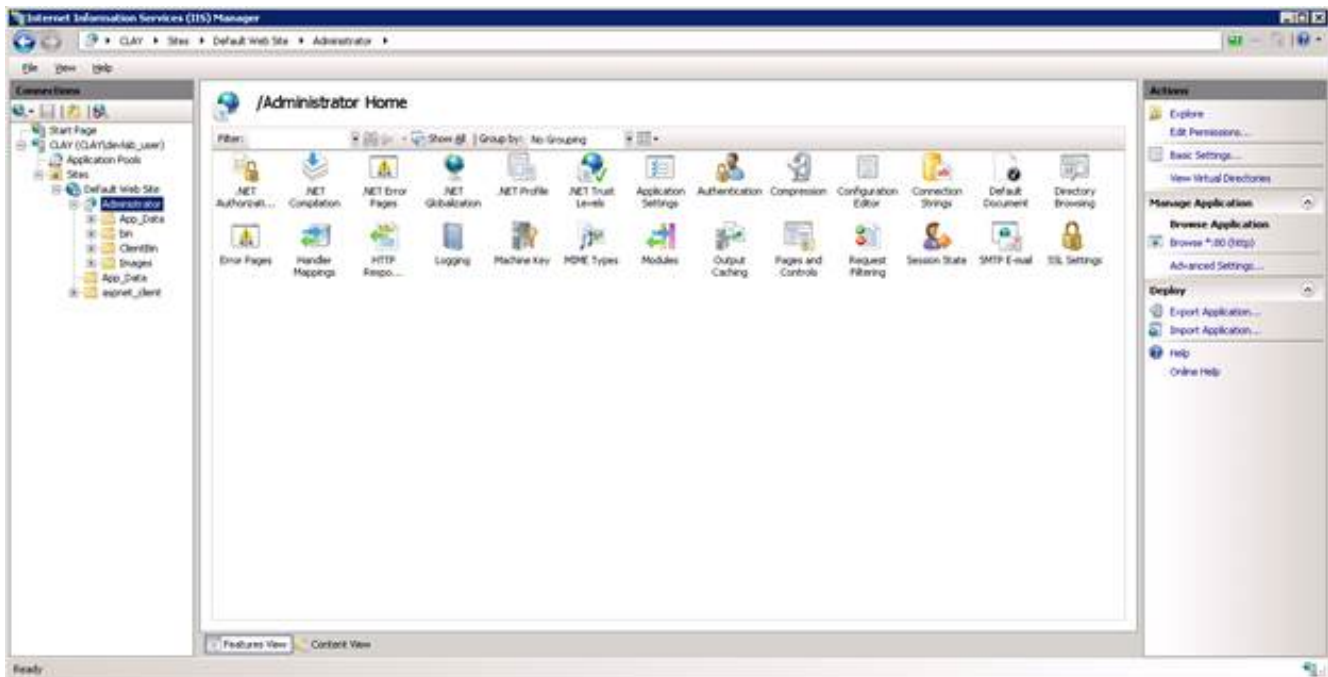 Internet Information Services (IIS) Manager
CLAY Sites Default Web Site Administrator
File View Help
Connections
Start Page
CLAY (CLAY\devlab_user)
Application Pools
Sites
Default Web Site
Administrator
App_Data
bin
ClientBin
Images
App_Data
aspnet_client
/Administrator Home
Filter: Show All Group by: No Grouping
.NET Authorizati... .NET Compilation .NET Error Pages .NET Globalization .NET Profile .NET Trust Levels Application Settings Authentication Compression Configuration Editor Connection Strings Default Document Directory Browsing
Error Pages Handler Mappings HTTP Respo... Logging Machine Key MIME Types Modules Output Caching Pages and Controls Request Filtering Session State SMTP E-mail SSL Settings
Features View Content View
Actions
Explore
Edit Permissions...
Basic Settings...
View Virtual Directories
Manage Application
Browse Application
Browse *:80 (http)
Advanced Settings...
Deploy
Export Application...
Import Application...
Help
Online Help
Ready